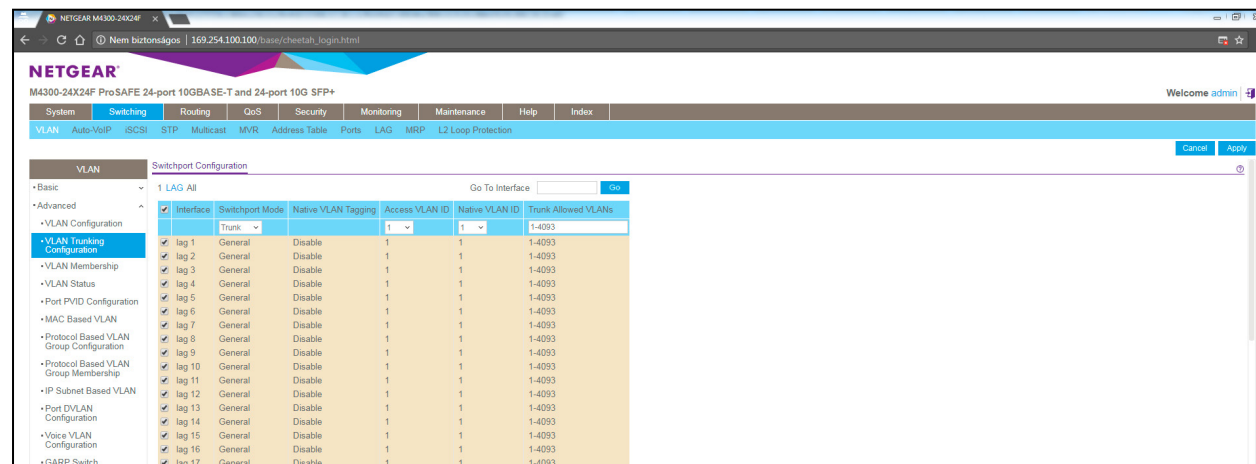 NETGEAR M4300-24X24F
Nem biztonságos | 169.254.100.100/base/cheetah_login.html
NETGEAR®
M4300-24X24F ProSAFE 24-port 10GBASE-T and 24-port 10G SFP+
Welcome admin
System Switching Routing QoS Security Monitoring Maintenance Help Index
VLAN Auto-VoIP iSCSI STP Multicast MVR Address Table Ports LAG MRP L2 Loop Protection
Cancel Apply
VLAN
• Basic
• Advanced
• VLAN Configuration
• VLAN Trunking
Configuration
• VLAN Membership
• VLAN Status
• Port PVID Configuration
• MAC Based VLAN
• Protocol Based VLAN
Group Configuration
• Protocol Based VLAN
Group Membership
• IP Subnet Based VLAN
• Port DVLAN
Configuration
• Voice VLAN
Configuration
• GARP Switch
Switchport Configuration
1 LAG All
Go To Interface Go
Interface Switchport Mode Native VLAN Tagging Access VLAN ID Native VLAN ID Trunk Allowed VLANs
Trunk 1 1 1-4093
lag 1 General Disable 1 1 1-4093
lag 2 General Disable 1 1 1-4093
lag 3 General Disable 1 1 1-4093
lag 4 General Disable 1 1 1-4093
lag 5 General Disable 1 1 1-4093
lag 6 General Disable 1 1 1-4093
lag 7 General Disable 1 1 1-4093
lag 8 General Disable 1 1 1-4093
lag 9 General Disable 1 1 1-4093
lag 10 General Disable 1 1 1-4093
lag 11 General Disable 1 1 1-4093
lag 12 General Disable 1 1 1-4093
lag 13 General Disable 1 1 1-4093
lag 14 General Disable 1 1 1-4093
lag 15 General Disable 1 1 1-4093
lag 16 General Disable 1 1 1-4093
lag 17 General Disable 1 1 1-4093